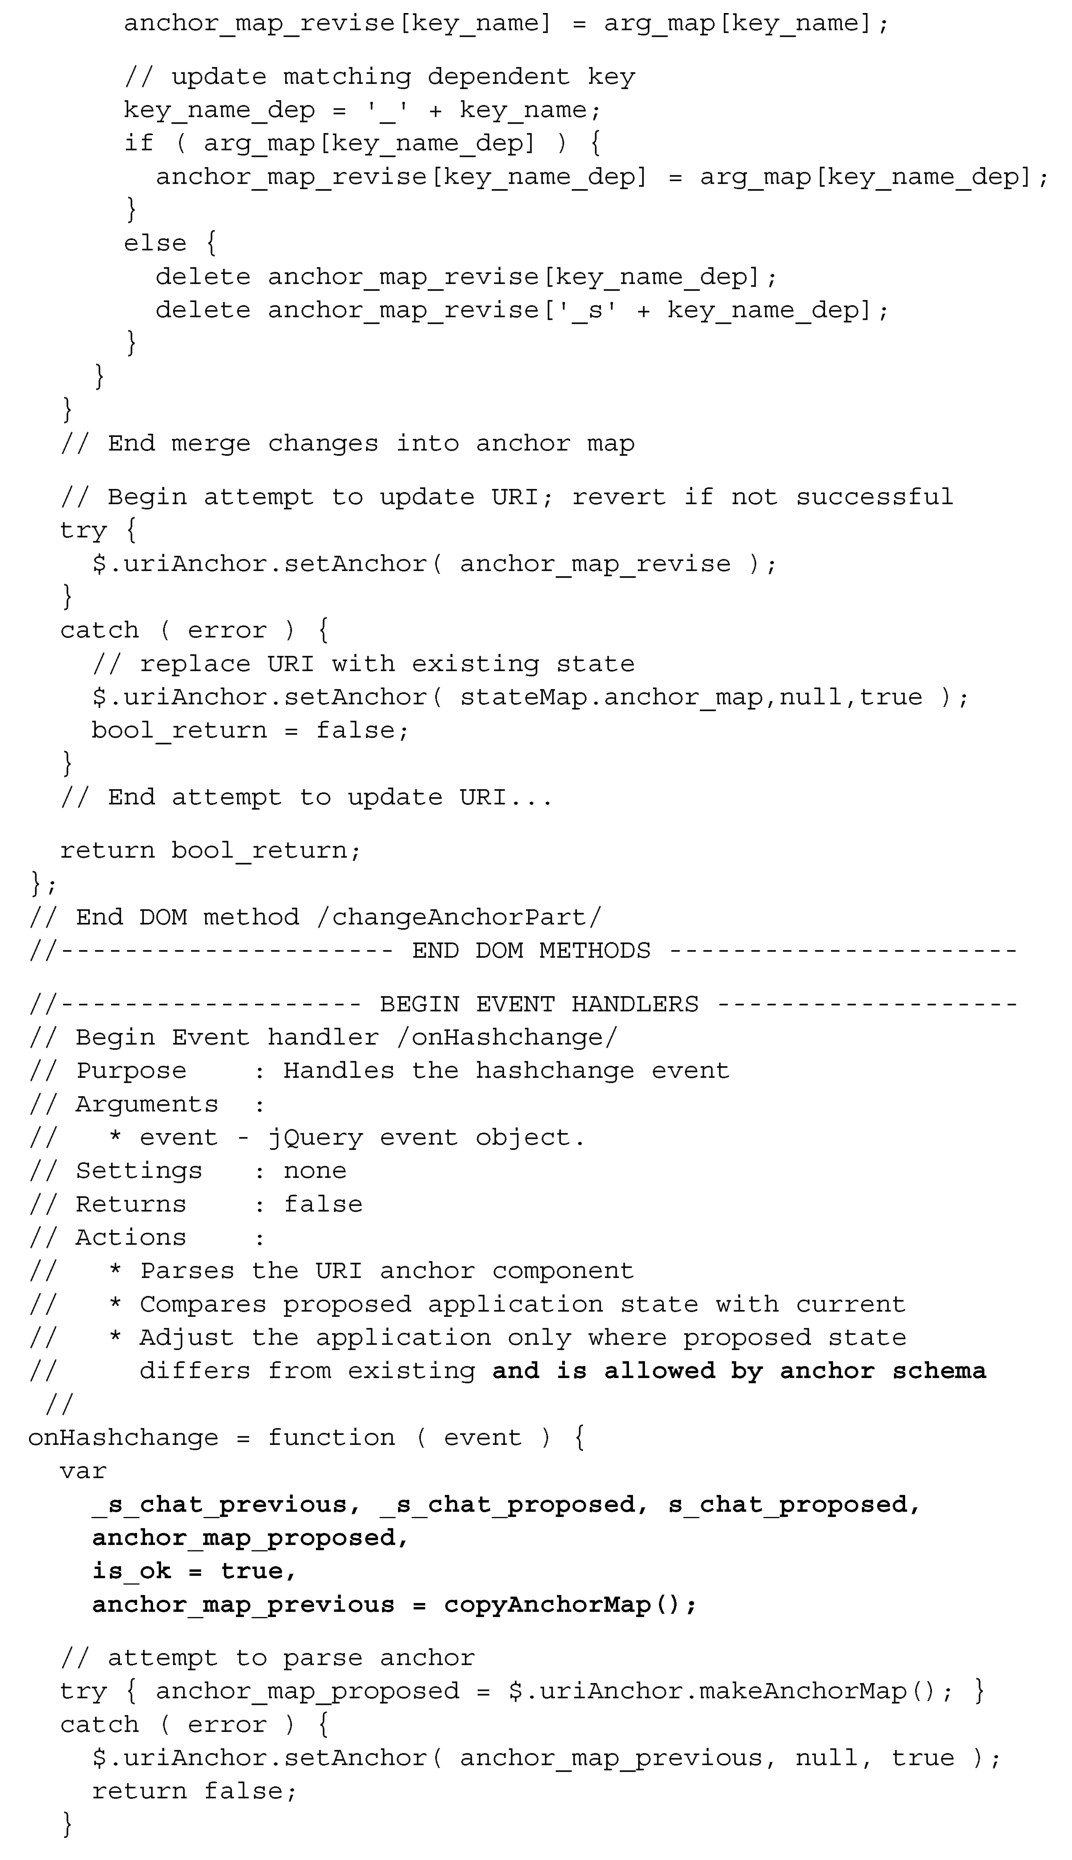 anchor_map_revise[key_name] = arg_map[key_name];

      // update matching dependent key
      key_name_dep = '_' + key_name;
      if ( arg_map[key_name_dep] ) {
        anchor_map_revise[key_name_dep] = arg_map[key_name_dep];
      }
      else {
        delete anchor_map_revise[key_name_dep];
        delete anchor_map_revise['_s' + key_name_dep];
      }
    }
  }
  // End merge changes into anchor map

  // Begin attempt to update URI; revert if not successful
  try {
    $.uriAnchor.setAnchor( anchor_map_revise );
  }
  catch ( error ) {
    // replace URI with existing state
    $.uriAnchor.setAnchor( stateMap.anchor_map,null,true );
    bool_return = false;
  }
  // End attempt to update URI...

  return bool_return;
};
// End DOM method /changeAnchorPart/
//--------------------- END DOM METHODS ----------------------

//------------------- BEGIN EVENT HANDLERS -------------------
// Begin Event handler /onHashchange/
// Purpose    : Handles the hashchange event
// Arguments  :
//   * event - jQuery event object.
// Settings   : none
// Returns    : false
// Actions    :
//   * Parses the URI anchor component
//   * Compares proposed application state with current
//   * Adjust the application only where proposed state
//     differs from existing and is allowed by anchor schema
 //
onHashchange = function ( event ) {
  var
    _s_chat_previous, _s_chat_proposed, s_chat_proposed,
    anchor_map_proposed,
    is_ok = true,
    anchor_map_previous = copyAnchorMap();

  // attempt to parse anchor
  try { anchor_map_proposed = $.uriAnchor.makeAnchorMap(); }
  catch ( error ) {
    $.uriAnchor.setAnchor( anchor_map_previous, null, true );
    return false;
  }